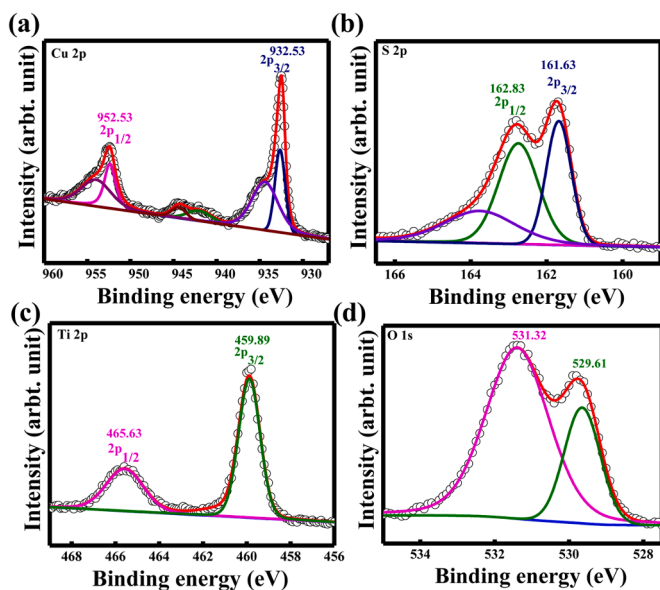 (a)
Cu 2p
932.53
2p3/2
952.53
2p1/2
Intensity (arbt. unit)
960 955 950 945 940 935 930
Binding energy (eV)
(b)
S 2p
161.63
2p3/2
162.83
2p1/2
Intensity (arbt. unit)
166 164 162 160
Binding energy (eV)
(c)
Ti 2p
459.89
2p3/2
465.63
2p1/2
Intensity (arbt. unit)
468 466 464 462 460 458 456
Binding energy (eV)
(d)
O 1s
531.32
529.61
Intensity (arbt. unit)
534 532 530 528
Binding energy (eV)